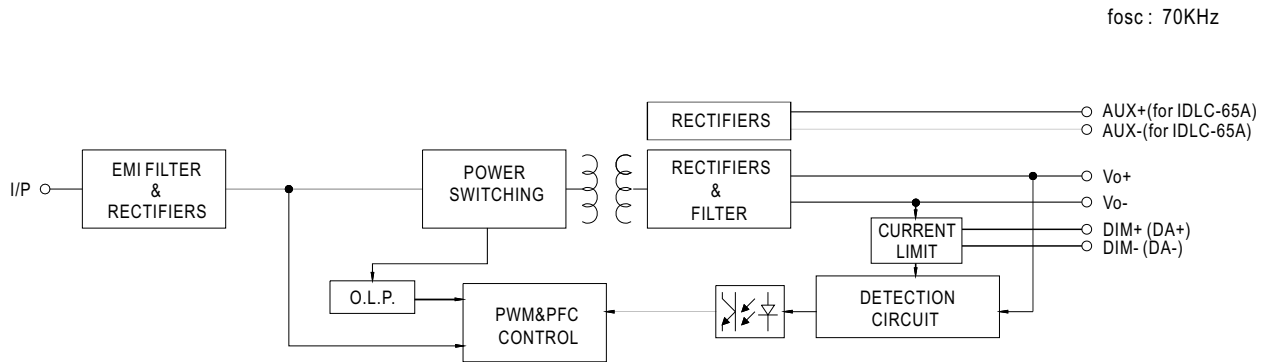 fosc : 70KHz
RECTIFIERS
AUX+(for IDLC-65A)
AUX-(for IDLC-65A)
I/P
EMI FILTER
&
RECTIFIERS
POWER
SWITCHING
RECTIFIERS
&
FILTER
Vo+
Vo-
CURRENT
LIMIT
DIM+ (DA+)
DIM- (DA-)
O.L.P.
PWM&PFC
CONTROL
DETECTION
CIRCUIT